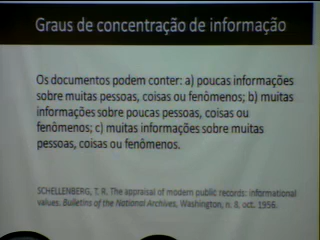 Graus de concentração de informação
Os documentos podem conter: a) poucas informações
sobre muitas pessoas, coisas ou fenômenos; b) muitas
informações sobre poucas pessoas, coisas ou
fenômenos; c) muitas informações sobre muitas
pessoas, coisas ou fenômenos.
SCHELLENBERG, T. R. The appraisal of modern public records: informational
values. Bulletins of the National Archives, Washington, n. 8, oct. 1956.